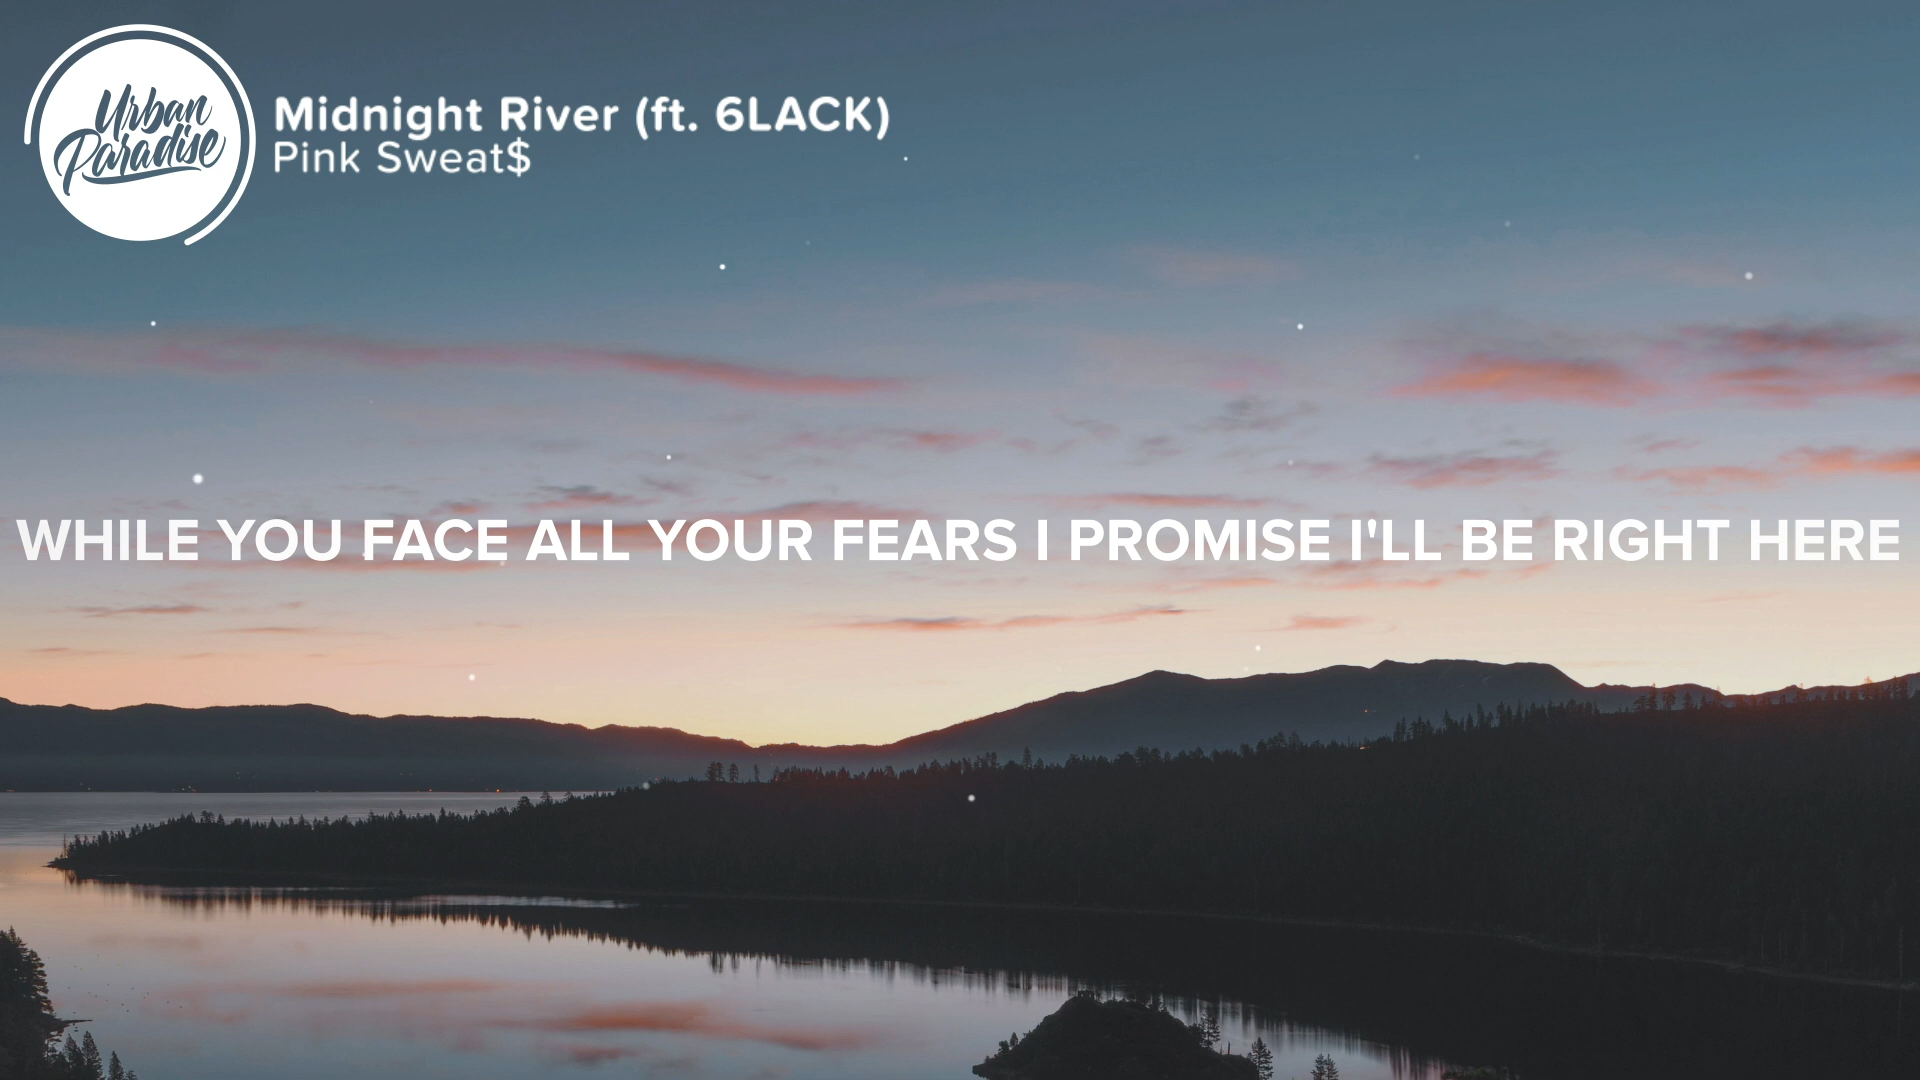 Urban
Paradise
Midnight River (ft. 6LACK)
Pink Sweat$
WHILE YOU FACE ALL YOUR FEARS I PROMISE I'LL BE RIGHT HERE